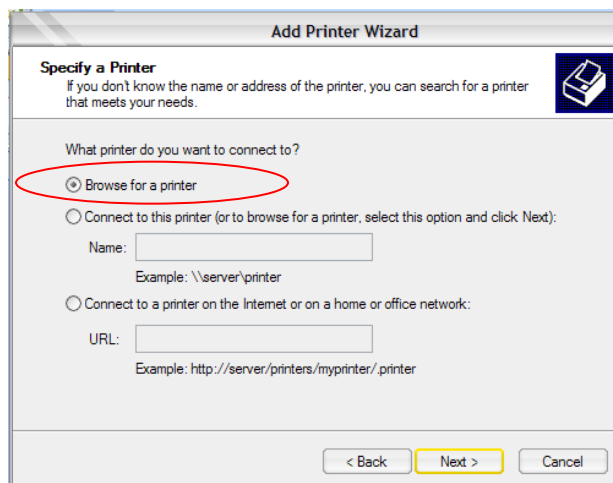 Add Printer Wizard
Specify a Printer
If you don't know the name or address of the printer, you can search for a printer
that meets your needs.
What printer do you want to connect to?
Browse for a printer
Connect to this printer (or to browse for a printer, select this option and click Next):
Name:
Example: \\server\printer
Connect to a printer on the Internet or on a home or office network:
URL:
Example: http://server/printers/myprinter/.printer
< Back Next > Cancel